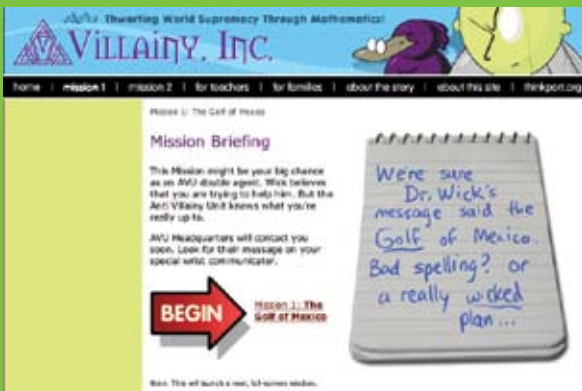 Thwarting World Supremacy Through Mathematics!
VILLAINY, INC.
home | mission 1 | mission 2 | for teachers | for families | about the story | about this site | thinkport.org
Mission 1: The Golf of Mexico
Mission Briefing
This Mission might be your big chance
as an AVU double agent. Wick believes
that you are trying to help him. But the
Anti Villainy Unit knows what you're
really up to.
AVU Headquarters will contact you
soon. Look for their message on your
special wrist communicator.
BEGIN
Mission 1: The
Golf of Mexico
We're sure
Dr. Wick's
message said the
Golf of Mexico.
Bad spelling? or
a really wicked
plan...
Note: This will launch a new, full-screen window.